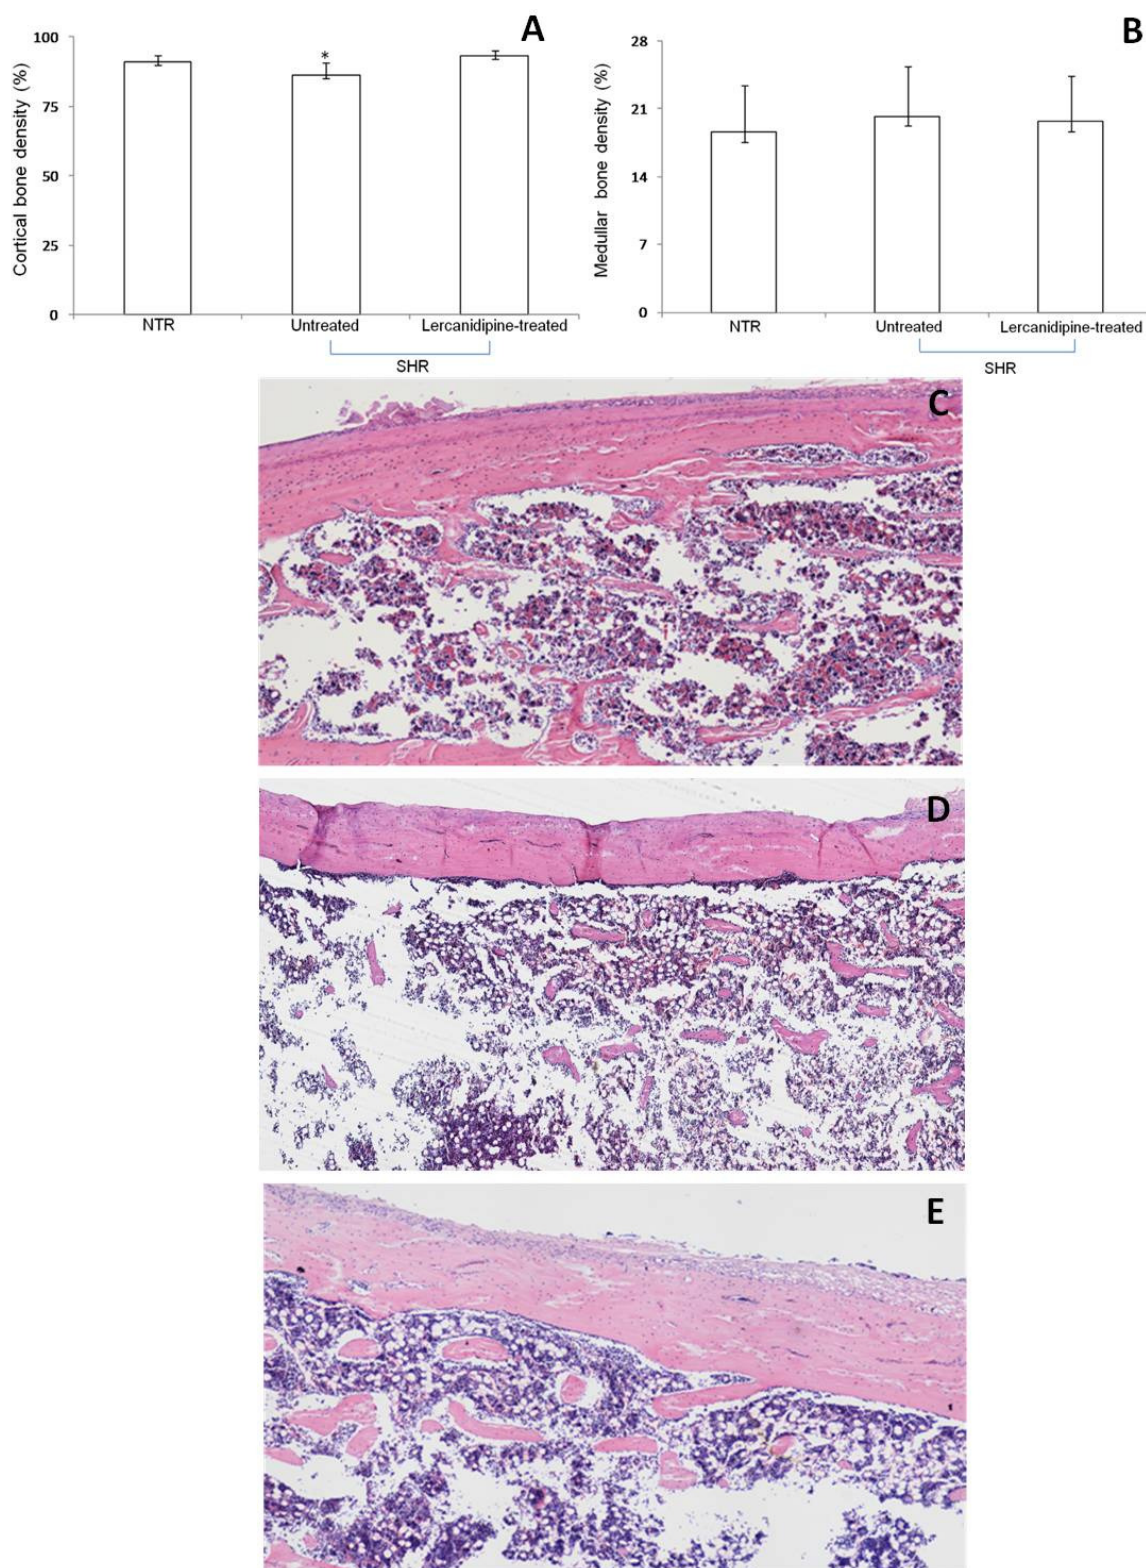 A
Cortical bone density (%)
100
75
50
25
0
*
NTR
Untreated
Lercanidipine-treated
SHR
B
Medullar bone density (%)
28
21
14
7
0
NTR
Untreated
Lercanidipine-treated
SHR
C
D
E